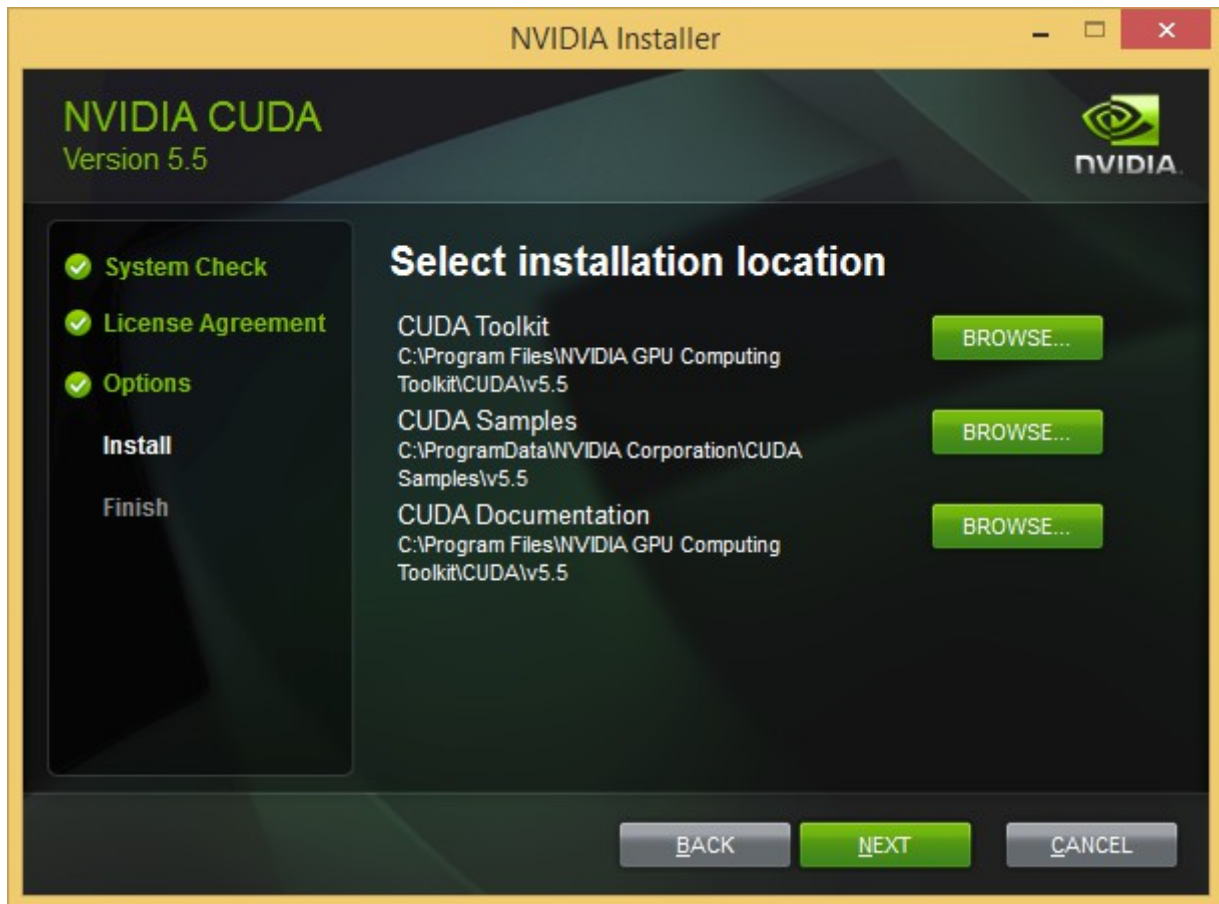 NVIDIA Installer
NVIDIA CUDA
Version 5.5
NVIDIA.
System Check
License Agreement
Options
Install
Finish
Select installation location
CUDA Toolkit
C:\Program Files\NVIDIA GPU Computing
Toolkit\CUDA\v5.5
BROWSE...
CUDA Samples
C:\ProgramData\NVIDIA Corporation\CUDA
Samples\v5.5
BROWSE...
CUDA Documentation
C:\Program Files\NVIDIA GPU Computing
Toolkit\CUDA\v5.5
BROWSE...
BACK
NEXT
CANCEL